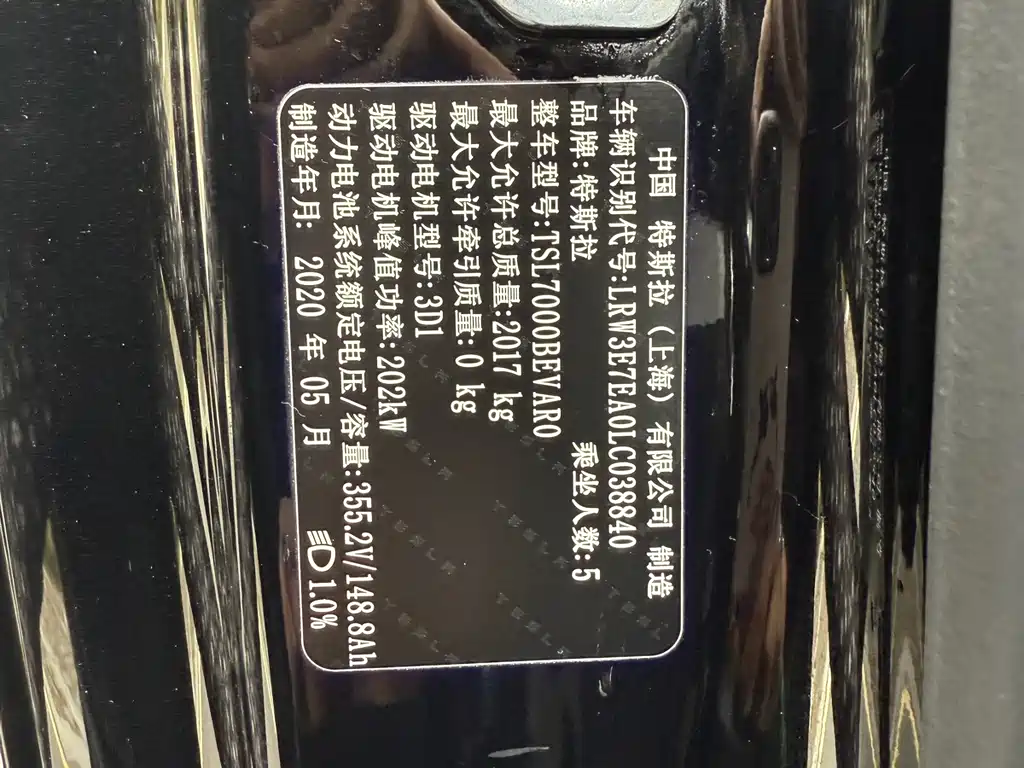 中国 特斯拉（上海）有限公司 制造
车辆识别代号:LRW3E7EA0LC038840
品牌:特斯拉 乘坐人数:5
整车型号:TSL7000BEVAR0
最大允许总质量:2017 kg
最大允许牵引质量:0 kg
驱动电机型号:3D1
驱动电机峰值功率:202kW
动力电池系统额定电压/容量:355.2V/148.8Ah
制造年月: 2020 年 05 月 1.0%